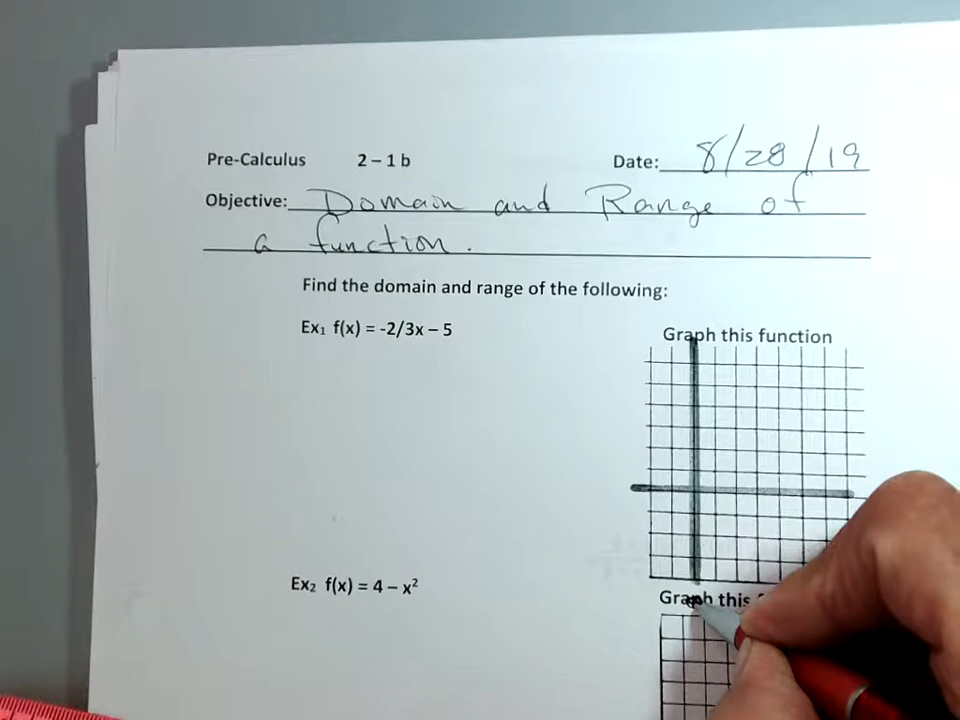 Pre-Calculus 2 – 1 b Date: 8/28/19
Objective: Domain and Range of
a function.
Find the domain and range of the following:
Ex₁ f(x) = -2/3x – 5
Graph this function
Ex₂ f(x) = 4 – x²
Graph this